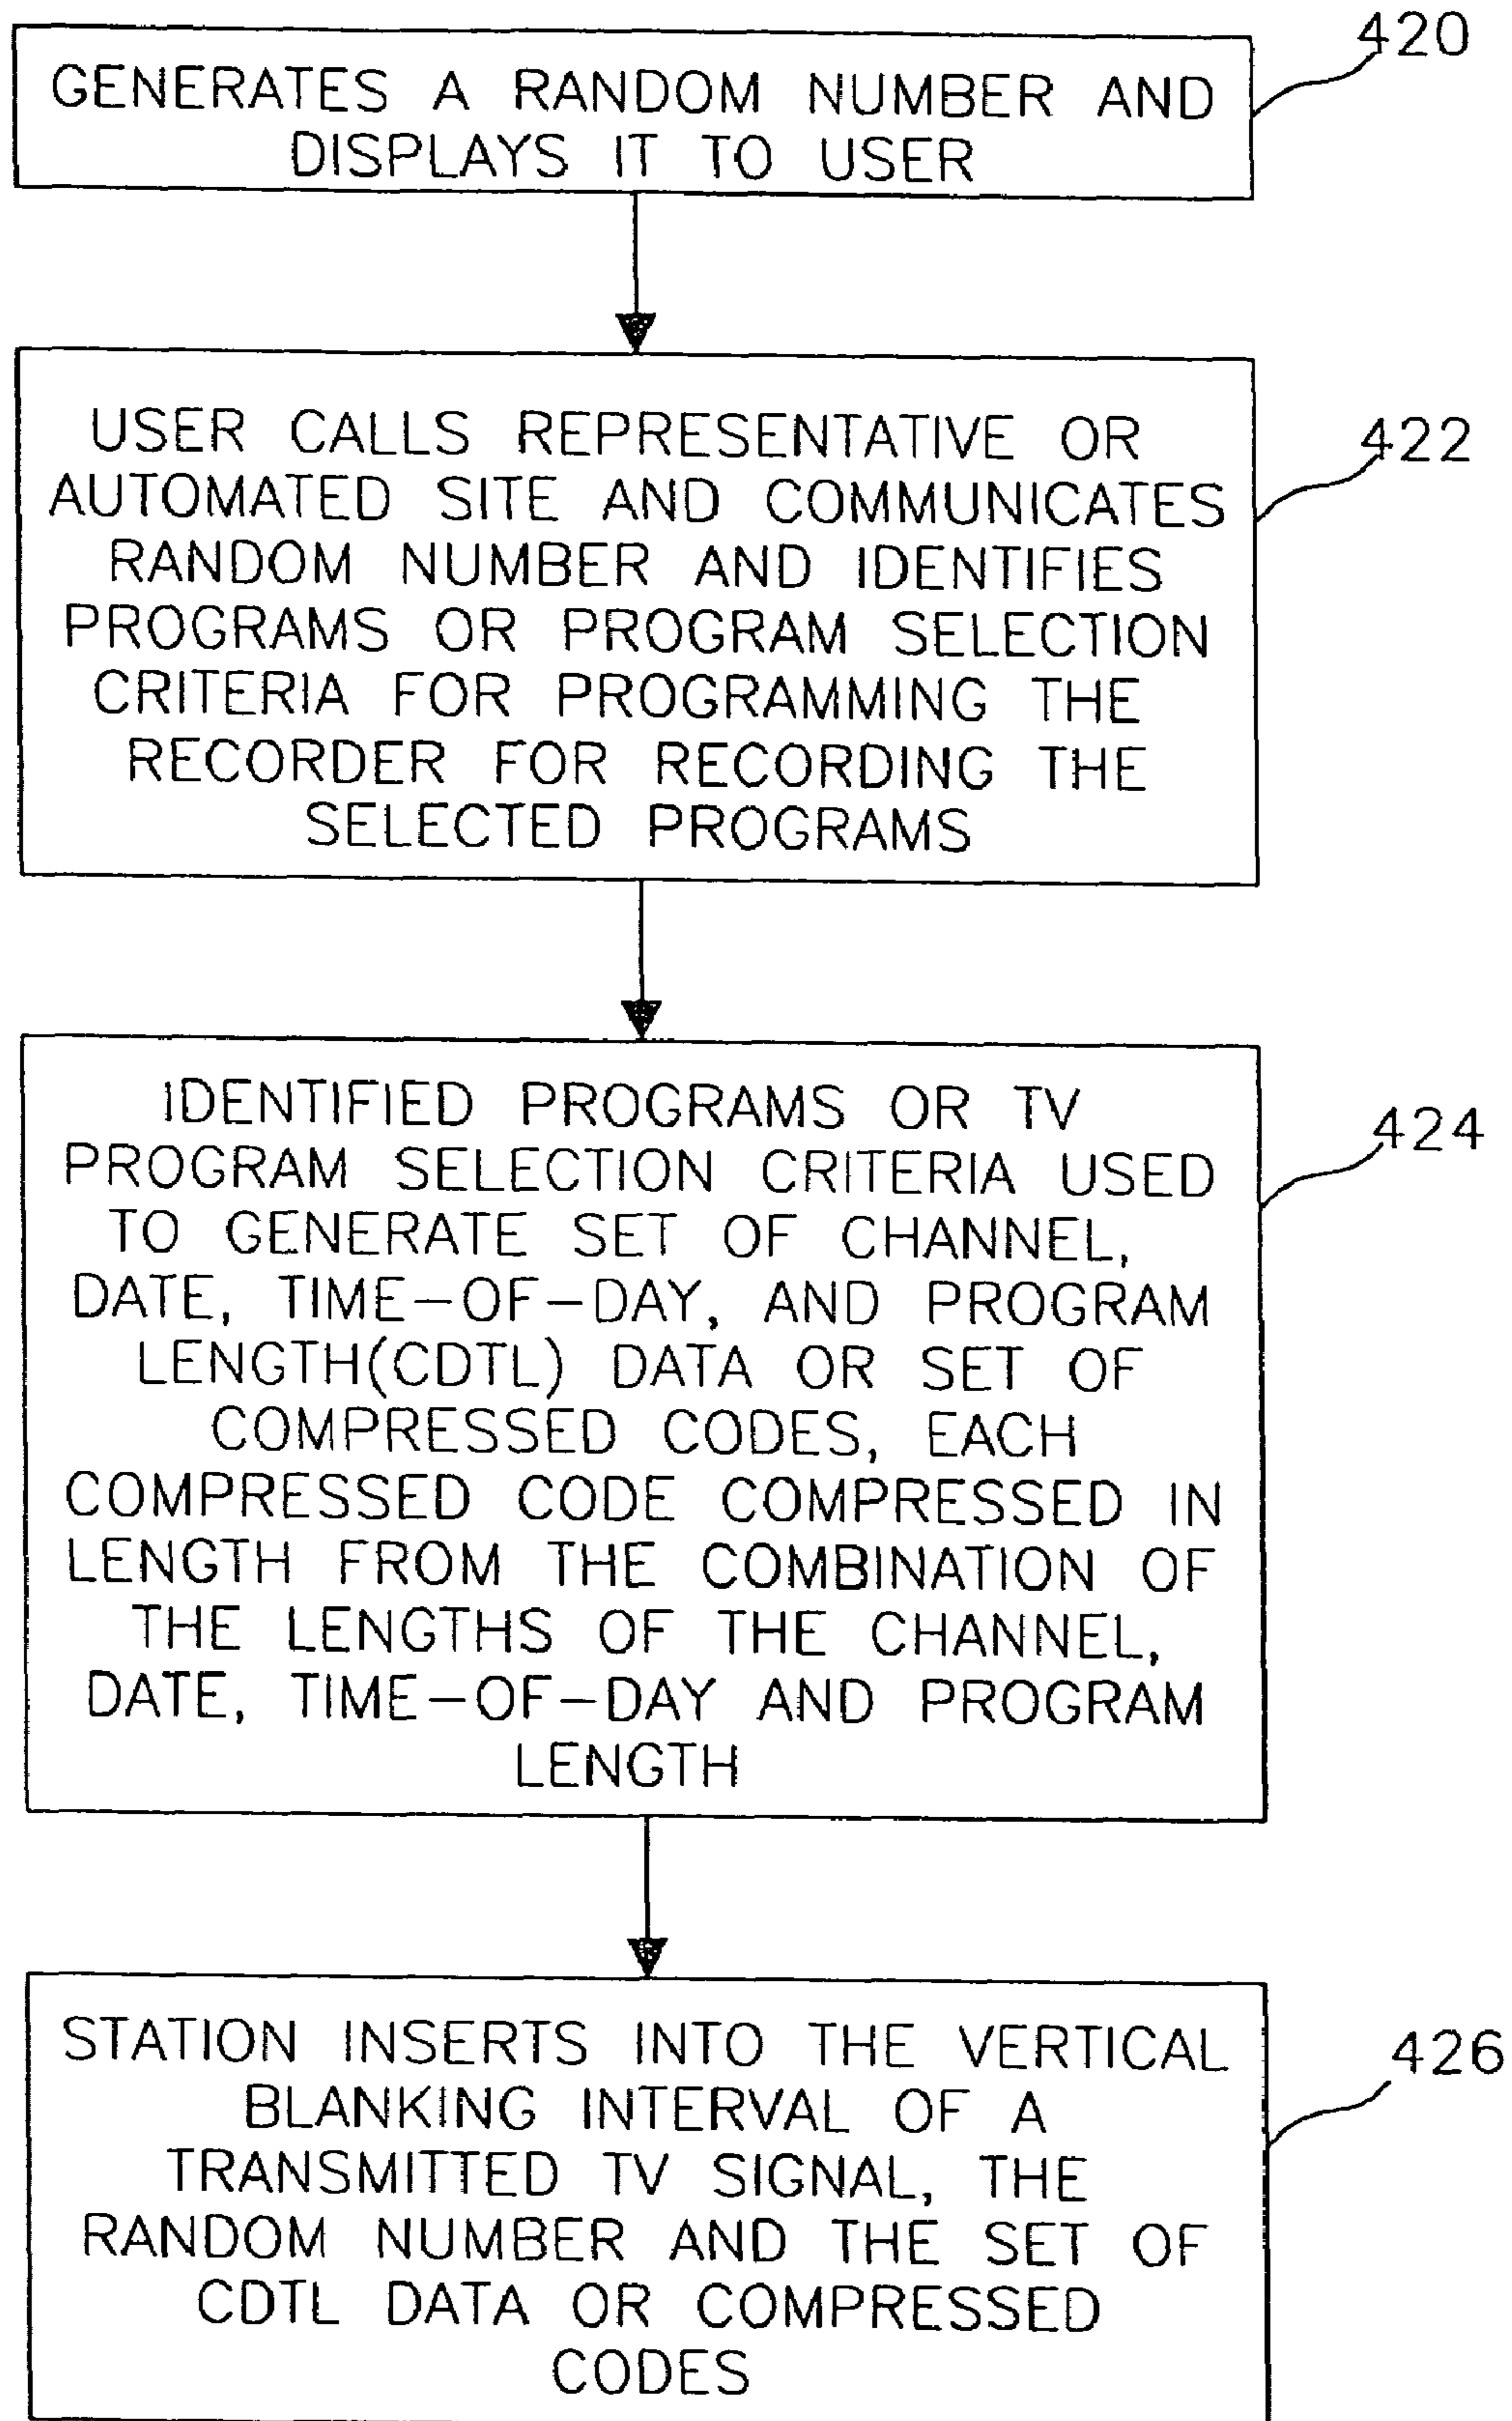 GENERATES A RANDOM NUMBER AND
DISPLAYS IT TO USER
420
USER CALLS REPRESENTATIVE OR
AUTOMATED SITE AND COMMUNICATES
RANDOM NUMBER AND IDENTIFIES
PROGRAMS OR PROGRAM SELECTION
CRITERIA FOR PROGRAMMING THE
RECORDER FOR RECORDING THE
SELECTED PROGRAMS
422
IDENTIFIED PROGRAMS OR TV
PROGRAM SELECTION CRITERIA USED
TO GENERATE SET OF CHANNEL,
DATE, TIME-OF-DAY, AND PROGRAM
LENGTH(CDTL) DATA OR SET OF
COMPRESSED CODES, EACH
COMPRESSED CODE COMPRESSED IN
LENGTH FROM THE COMBINATION OF
THE LENGTHS OF THE CHANNEL,
DATE, TIME-OF-DAY AND PROGRAM
LENGTH
424
STATION INSERTS INTO THE VERTICAL
BLANKING INTERVAL OF A
TRANSMITTED TV SIGNAL, THE
RANDOM NUMBER AND THE SET OF
CDTL DATA OR COMPRESSED
CODES
426